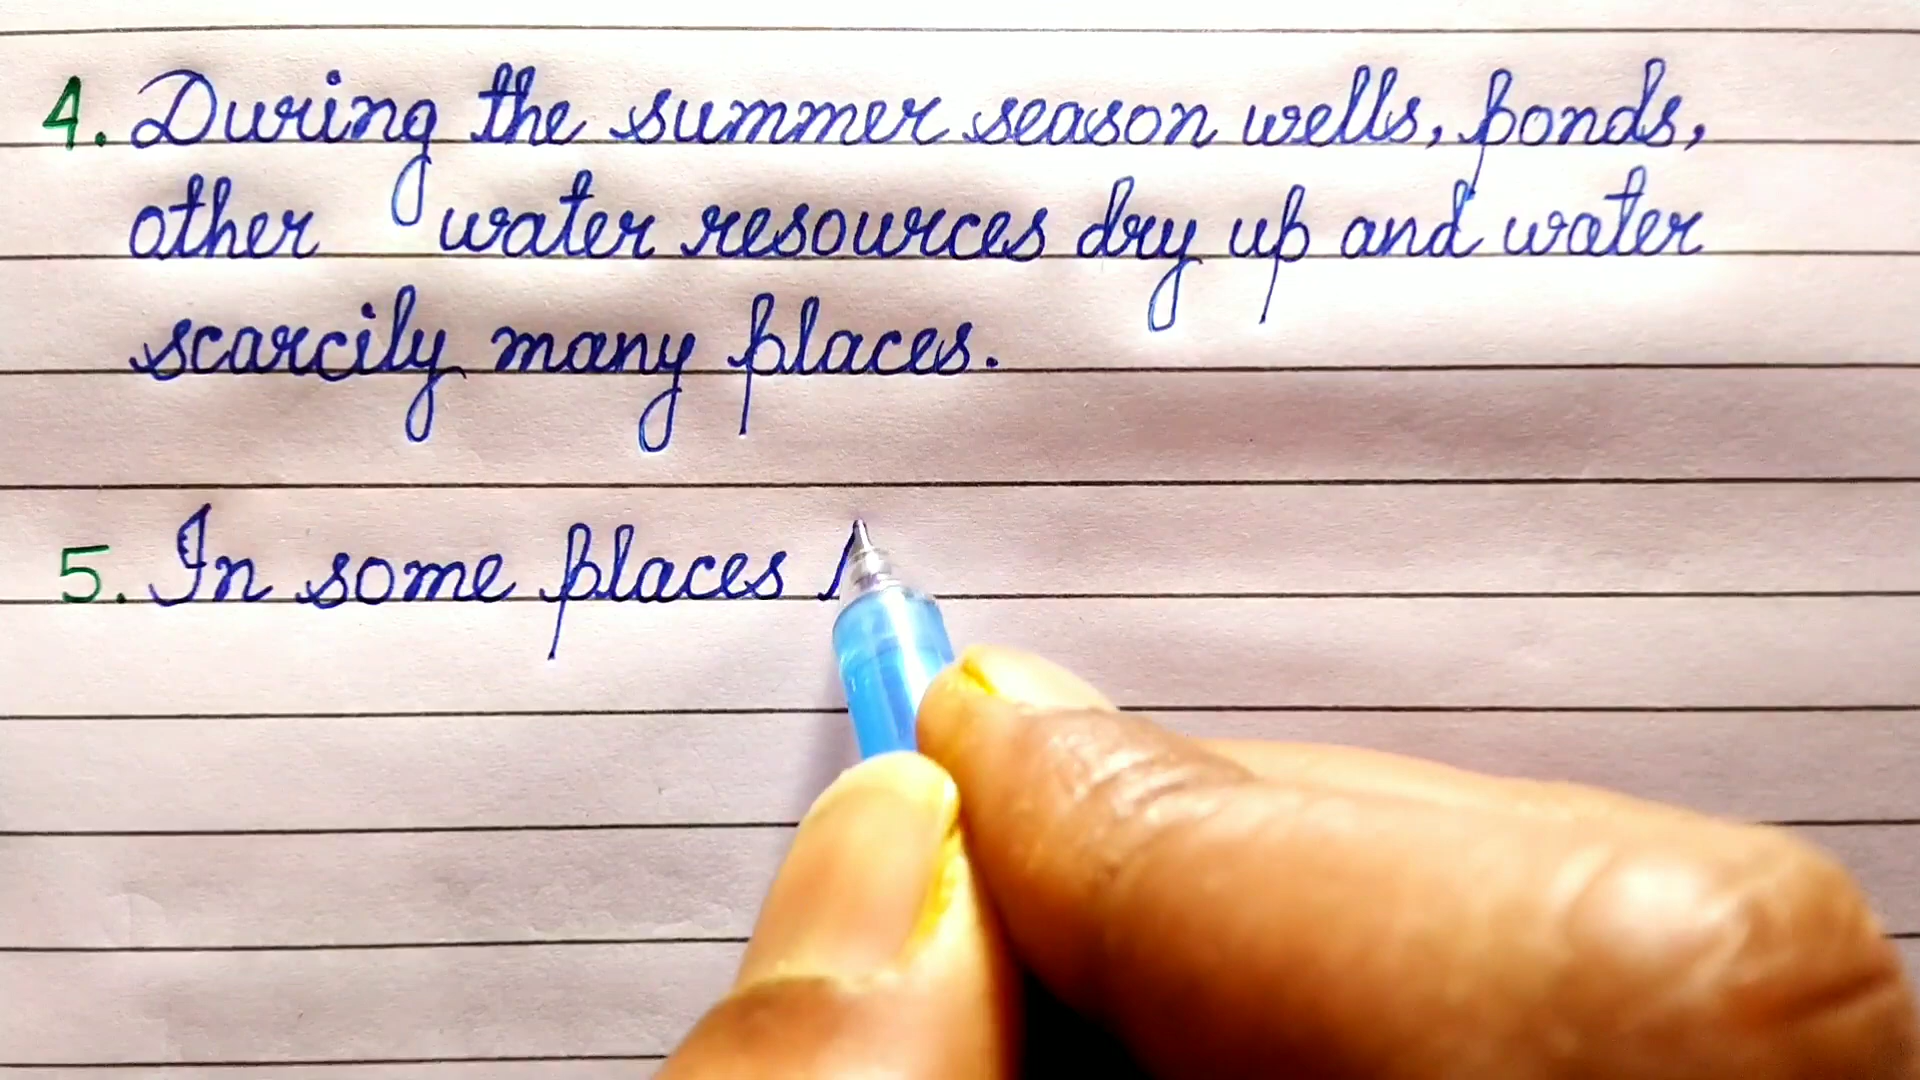 4. During the summer season wells, ponds,
other water resources dry up and water
scarcily many places.
5. In some places